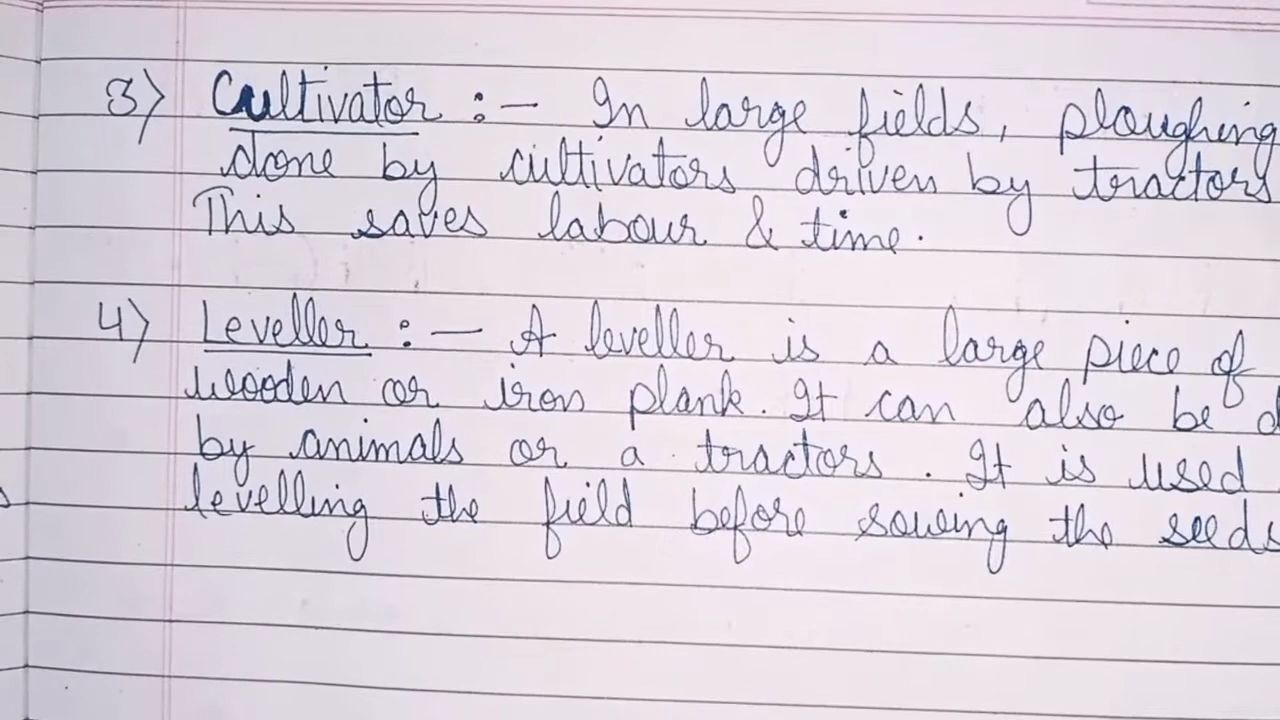 3) Cultivator :- In large fields, ploughing
done by cultivators driven by tractors
This saves labour & time.
4) Leveller :- A leveller is a large piece of
wooden or iron plank. It can also be d
by animals or a tractors. It is used
levelling the field before sowing the seeds